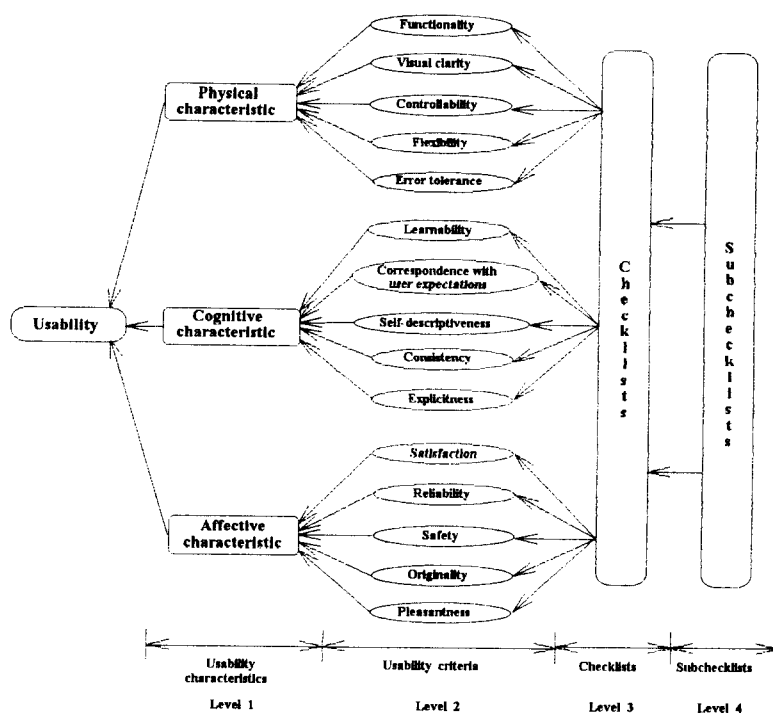 Functionality
Visual clarity
Physical
characteristic
Controllability
Flexibility
Error tolerance
Learnability
Correspondence with
user expectations
Usability
Cognitive
characteristic
Self-descriptiveness
Consistency
Explicitness
Satisfaction
Reliability
Affective
characteristic
Safety
Originality
Pleasantness
Checklists
Subchecklists
Usability
characteristics
Usability criteria
Checklists
Subchecklists
Level 1
Level 2
Level 3
Level 4